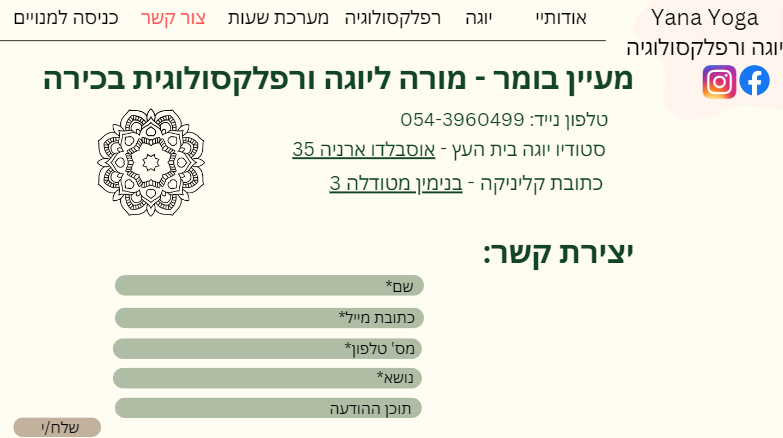 Yana Yoga
יוגה ורפלקסולוגיה
אודותיי יוגה רפלקסולוגיה מערכת שעות צור קשר כניסה למנויים
מעיין בומר - מורה ליוגה ורפלקסולוגית בכירה
טלפון נייד: 054-3960499
סטודיו יוגה בית העץ - אוסבלדו ארניה 35
כתובת קליניקה - בנימין מטודלה 3
יצירת קשר:
שם*
כתובת מייל*
מס' טלפון*
נושא*
תוכן ההודעה
שלח/י